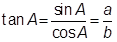 tan A = sin A / cos A = a / b